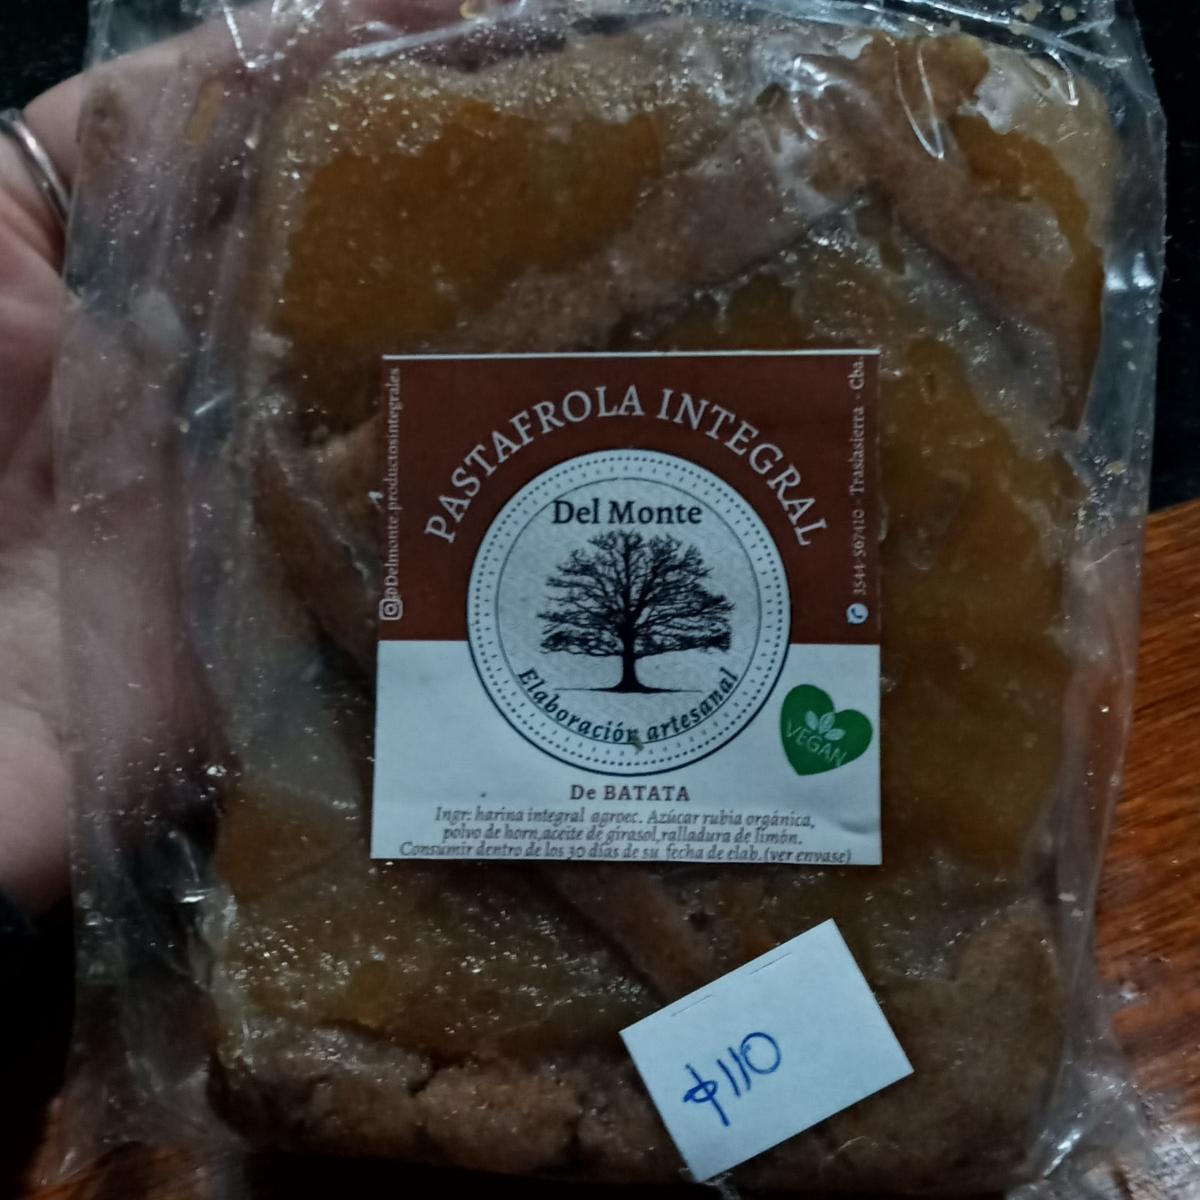 PASTAFROLA INTEGRAL
@Delmonte.productosintegrales
3544-567410 - Traslasierra - Cba.
Del Monte
Elaboración artesanal
VEGAN
De BATATA
Ingr: harina integral agroec. Azúcar rubia orgánica,
polvo de horn,aceite de girasol,ralladura de limón.
Consumir dentro de los 30 días de su fecha de elab.(ver envase)
$110